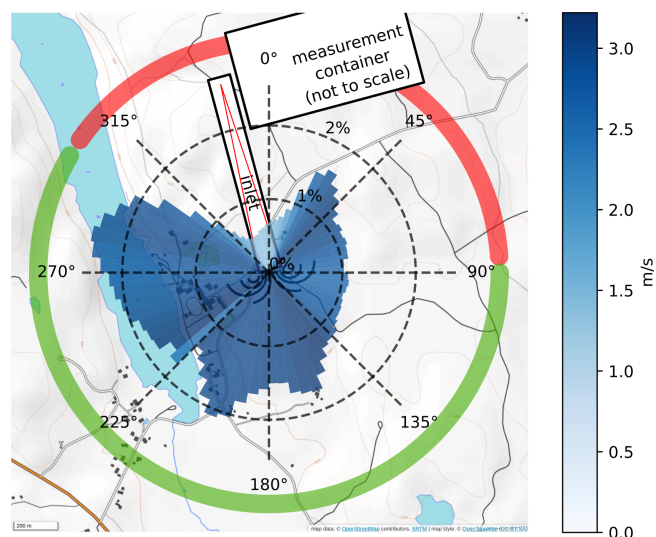 0°
measurement
container
(not to scale)
315°
45°
2%
inlet
1%
0%
270°
90°
225°
135°
180°
200 m
map data: © OpenStreetMap contributors, SRTM | map style: © OpenTopoMap (CC-BY-SA)
3.0
2.5
2.0
1.5
1.0
0.5
0.0
m/s